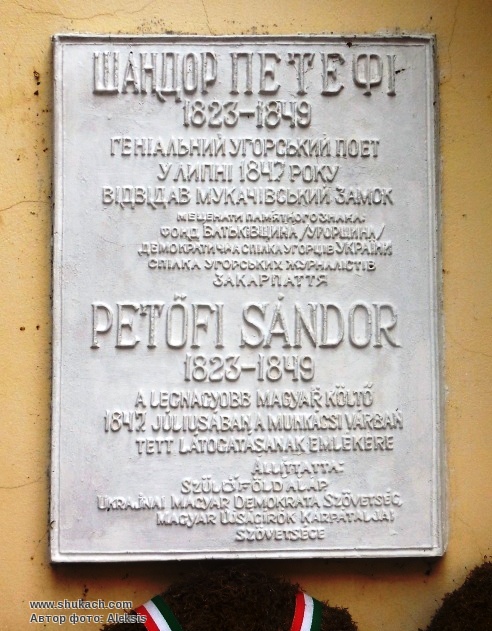 ШАНДОР ПЕТЕФІ
1823-1849
ГЕНІАЛЬНИЙ УГОРСЬКИЙ ПОЕТ
У ЛИПНІ 1847 РОКУ
ВІДВІДАВ МУКАЧІВСЬКИЙ ЗАМОК
МЕЦЕНАТИ ПАМЯТНОГО ЗНАКА:
ФОНД БАТЬКІВЩИНА/УГОРЩИНА/
ДЕМОКРАТИЧНА СПІЛКА УГОРЦІВ УКРАЇНИ
СПІЛКА УГОРСЬКИХ ЖУРНАЛІСТІВ
ЗАКАРПАТТЯ
PETŐFI SÁNDOR
1823-1849
A LEGNAGYOBB MAGYAR KÖLTŐ
1847. JÚLIUSÁBAN, A MUNKÁCSI VÁRBAN
TETT LÁTOGATÁSÁNAK EMLÉKÉRE
ÁLLÍTTATTA:
SZÜLŐFÖLD ALAP,
UKRAJNAI MAGYAR DEMOKRATA SZÖVETSÉG,
MAGYAR ÚJSÁGÍRÓK KÁRPÁTALJAI
SZÖVETSÉGE
www.shukach.com
Автор фото: Aleksis